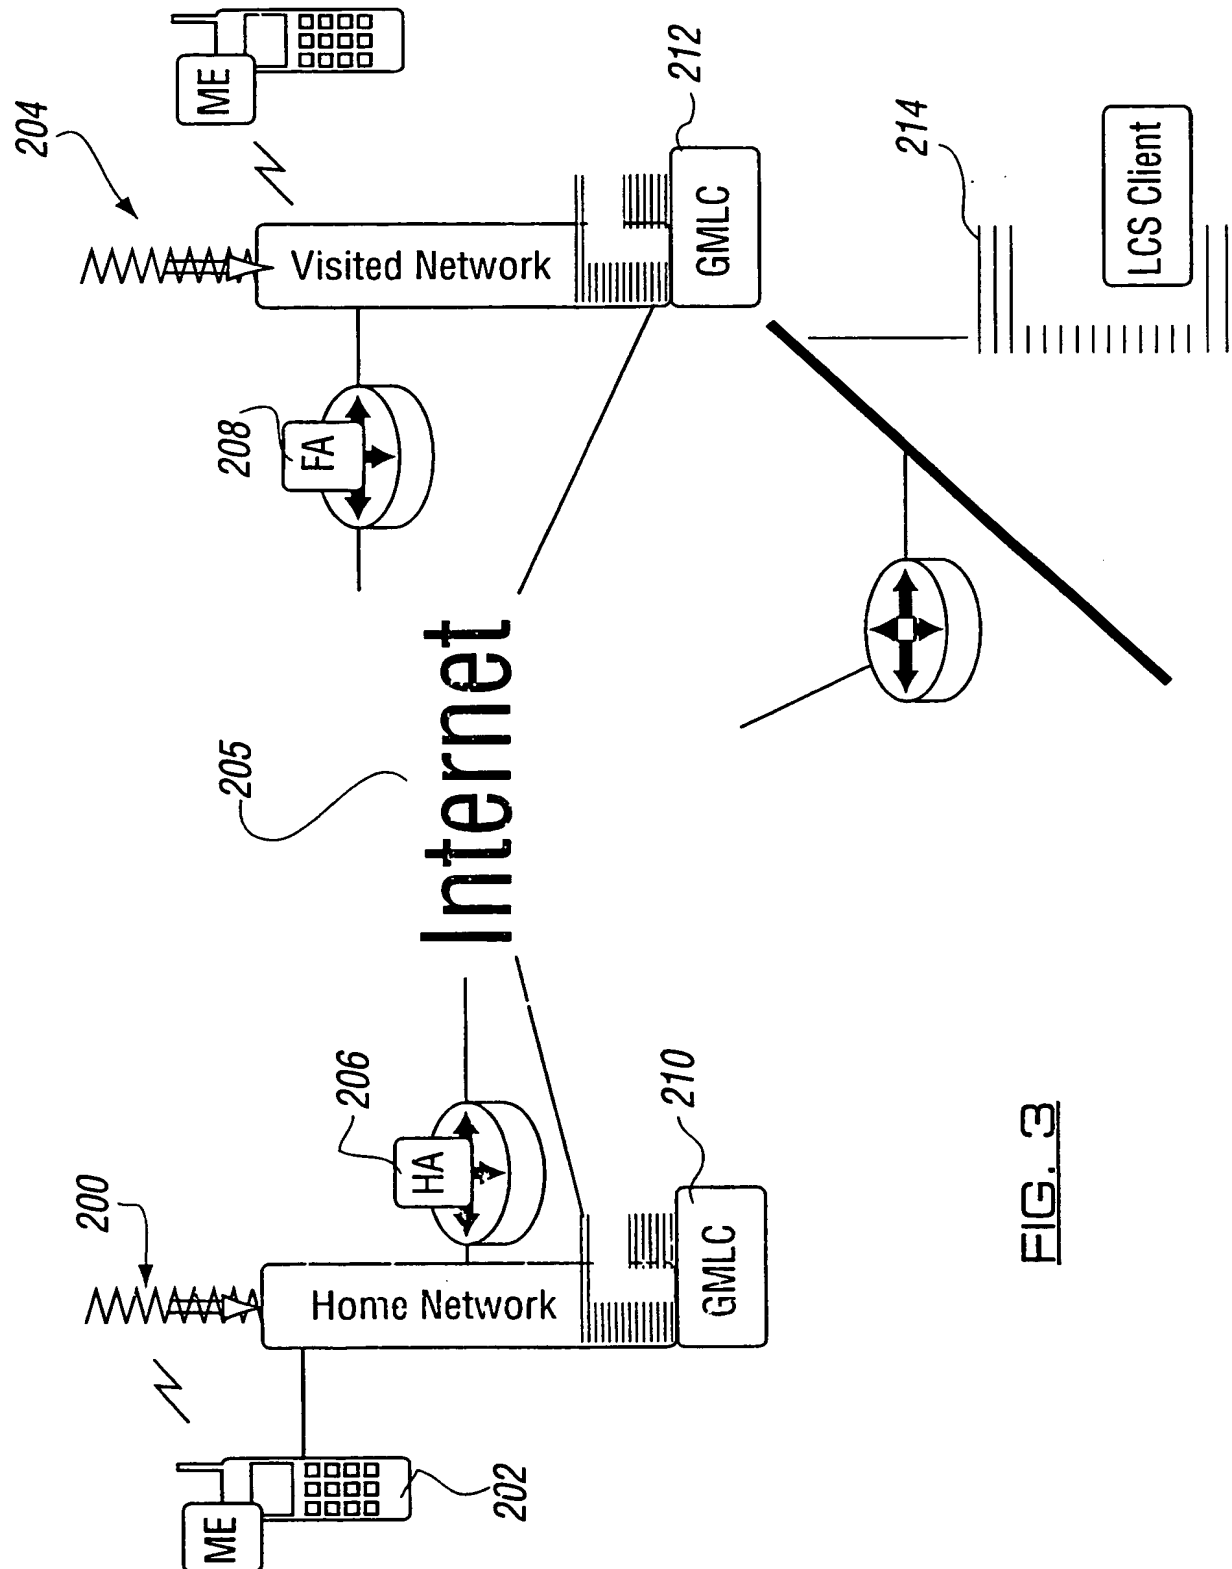 200
204
ME
ME
202
205
206
208
HA
FA
Home Network
Internet
Visited Network
210
212
GMLC
GMLC
214
LCS Client
FIG. 3